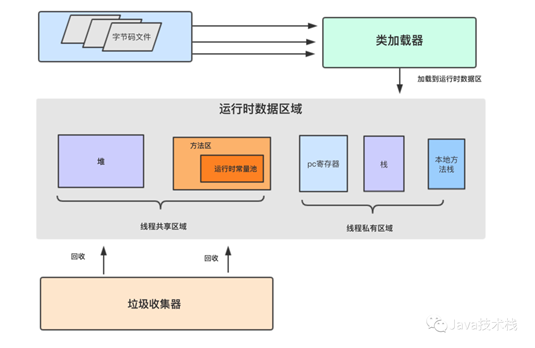 字节码文件
类加载器
加载到运行时数据区
运行时数据区域
堆
方法区
运行时常量池
pc寄存器
栈
本地方
法栈
线程共享区域
线程私有区域
回收
回收
垃圾收集器
Java技术栈